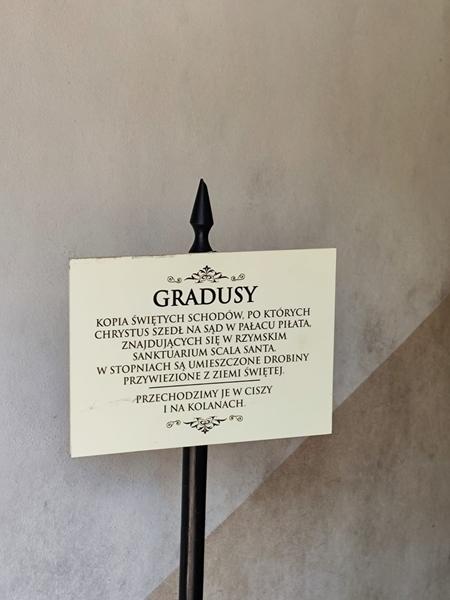 GRADUSY
KOPIA ŚWIĘTYCH SCHODÓW, PO KTÓRYCH
CHRYSTUS SZEDŁ NA SĄD W PAŁACU PIŁATA,
ZNAJDUJĄCYCH SIĘ W RZYMSKIM
SANKTUARIUM SCALA SANTA.
W STOPNIACH SĄ UMIESZCZONE DROBINY
PRZYWIEZIONE Z ZIEMI ŚWIĘTEJ.
PRZECHODZIMY JE W CISZY
I NA KOLANACH.